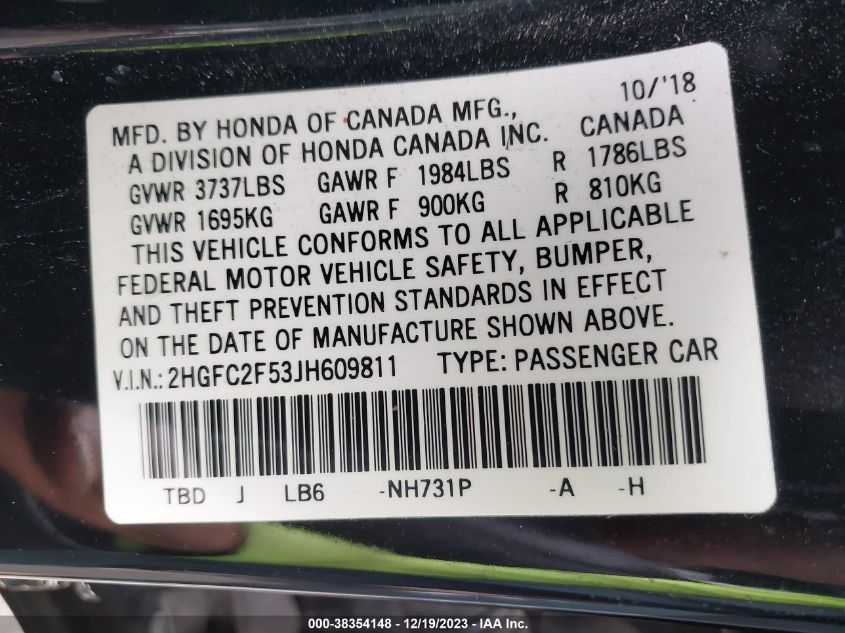 10/'18
MFD. BY HONDA OF CANADA MFG.,
A DIVISION OF HONDA CANADA INC. CANADA
GVWR 3737LBS GAWR F 1984LBS R 1786LBS
GVWR 1695KG GAWR F 900KG R 810KG
THIS VEHICLE CONFORMS TO ALL APPLICABLE
FEDERAL MOTOR VEHICLE SAFETY, BUMPER,
AND THEFT PREVENTION STANDARDS IN EFFECT
ON THE DATE OF MANUFACTURE SHOWN ABOVE.
V.I.N.: 2HGFC2F53JH609811 TYPE: PASSENGER CAR
TBD J LB6 -NH731P -A -H
000-38354148 - 12/19/2023 - IAA Inc.